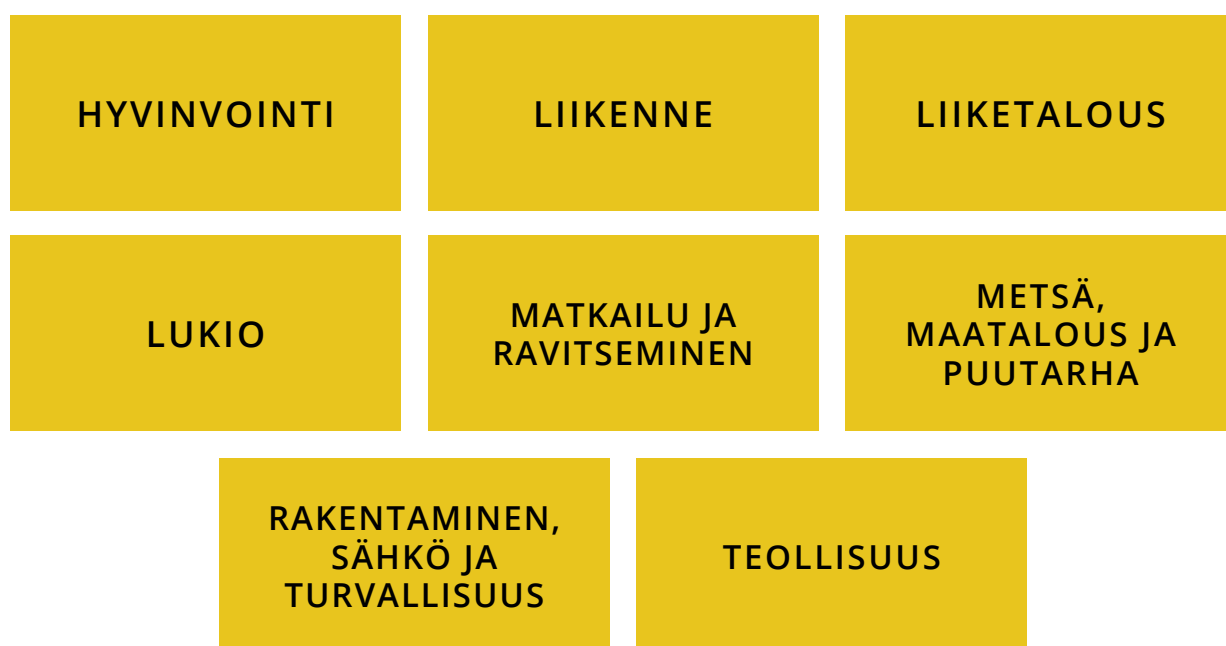 HYVINVOINTI
LIIKENNE
LIIKETALOUS
LUKIO
MATKAILU JA
RAVITSEMINEN
METSÄ,
MAATALOUS JA
PUUTARHA
RAKENTAMINEN,
SÄHKÖ JA
TURVALLISUUS
TEOLLISUUS